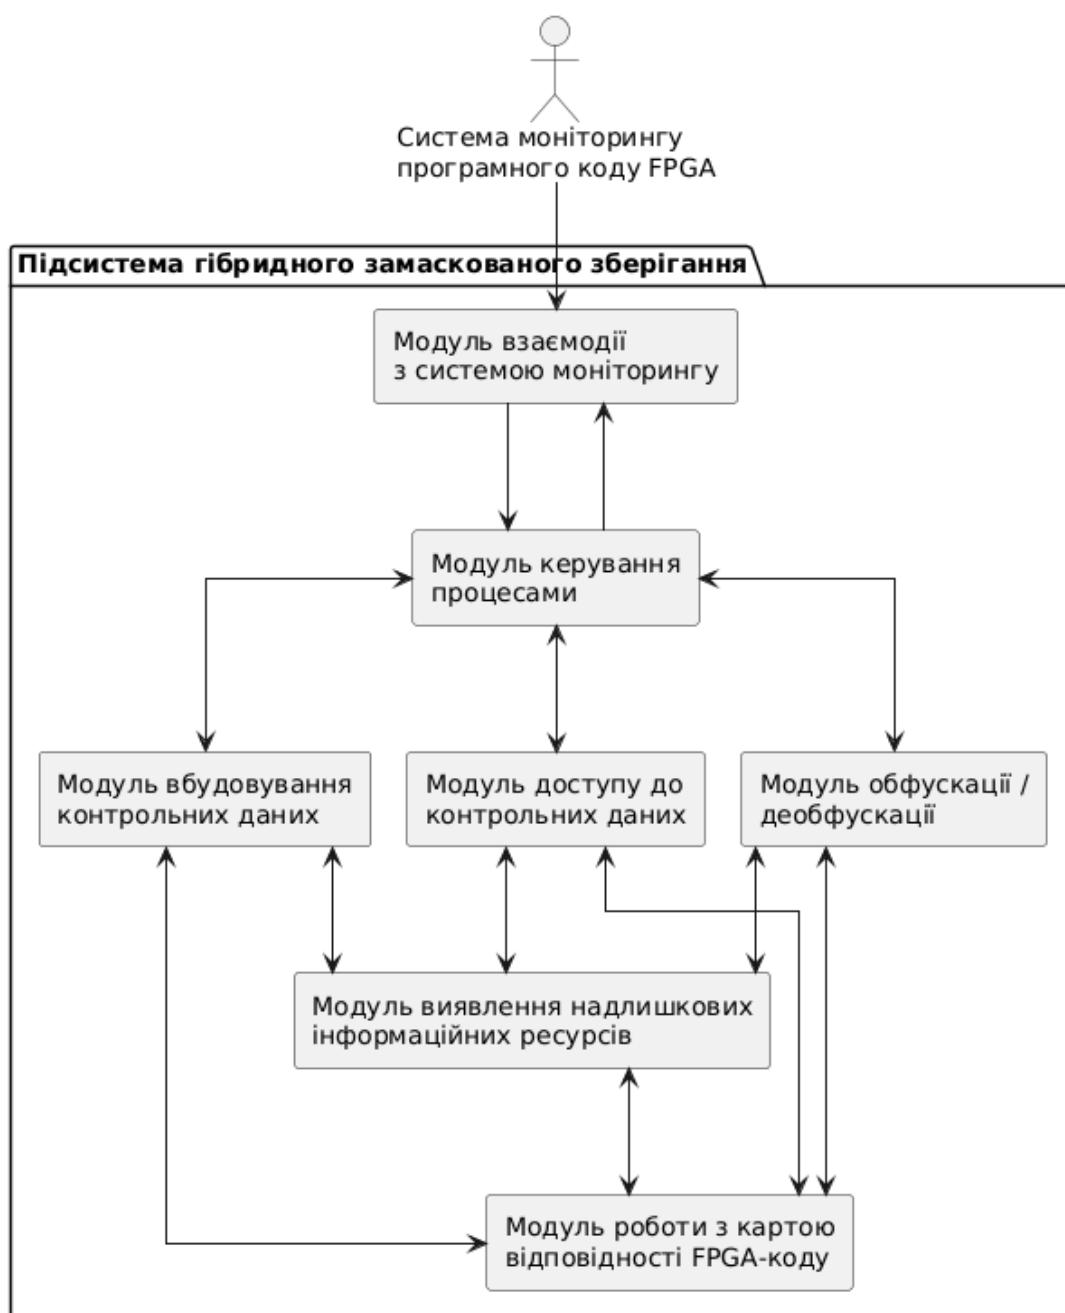 Система моніторингу
програмного коду FPGA
Підсистема гібридного замаскованого зберігання
Модуль взаємодії
з системою моніторингу
Модуль керування
процесами
Модуль вбудовування
контрольних даних
Модуль доступу до
контрольних даних
Модуль обфускації /
деобфускації
Модуль виявлення надлишкових
інформаційних ресурсів
Модуль роботи з картою
відповідності FPGA-коду